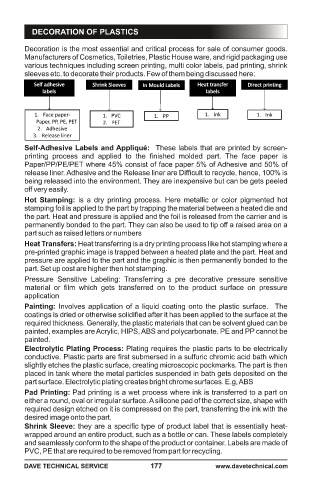 DECORATION OF PLASTICS
Decoration is the most essential and critical process for sale of consumer goods.
Manufacturers of Cosmetics, Toiletries, Plastic House ware, and rigid packaging use
various techniques including screen printing, multi color labels, pad printing, shrink
sleeves etc. to decorate their products. Few of them being discussed here:
Self adhesive labels
Shrink Sleeves
In Mould Labels
Heat transfer labels
Direct printing
1. Face paper-
Paper, PP, PE, PET
2. Adhesive
3. Release liner
1. PVC
2. PET
1. PP
1. Ink
1. Ink
Self-Adhesive Labels and Appliqué: These labels that are printed by screen-
printing process and applied to the finished molded part. The face paper is
Paper/PP/PE/PET where 45% consist of face paper 5% of Adhesive and 50% of
release liner. Adhesive and the Release liner are Difficult to recycle, hence, 100% is
being released into the environment. They are inexpensive but can be gets peeled
off very easily.
Hot Stamping: is a dry printing process. Here metallic or color pigmented hot
stamping foil is applied to the part by trapping the material between a heated die and
the part. Heat and pressure is applied and the foil is released from the carrier and is
permanently bonded to the part. They can also be used to tip off a raised area on a
part such as raised letters or numbers
Heat Transfers: Heat transferring is a dry printing process like hot stamping where a
pre-printed graphic image is trapped between a heated plate and the part. Heat and
pressure are applied to the part and the graphic is then permanently bonded to the
part. Set up cost are higher then hot stamping.
Pressure Sensitive Labeling: Transferring a pre decorative pressure sensitive
material or film which gets transferred on to the product surface on pressure
application
Painting: Involves application of a liquid coating onto the plastic surface. The
coatings is dried or otherwise solidified after it has been applied to the surface at the
required thickness. Generally, the plastic materials that can be solvent glued can be
painted, examples are Acrylic, HIPS, ABS and polycarbonate. PE and PP cannot be
painted.
Electrolytic Plating Process: Plating requires the plastic parts to be electrically
conductive. Plastic parts are first submersed in a sulfuric chromic acid bath which
slightly etches the plastic surface, creating microscopic pockmarks. The part is then
placed in tank where the metal particles suspended in bath gets deposited on the
part surface. Electrolytic plating creates bright chrome surfaces. E.g, ABS
Pad Printing: Pad printing is a wet process where ink is transferred to a part on
either a round, oval or irregular surface. A silicone pad of the correct size, shape with
required design etched on it is compressed on the part, transferring the ink with the
desired image onto the part.
Shrink Sleeve: they are a specific type of product label that is essentially heat-
wrapped around an entire product, such as a bottle or can. These labels completely
and seamlessly conform to the shape of the product or container. Labels are made of
PVC, PE that are required to be removed from part for recycling.
DAVE TECHNICAL SERVICE 177 www.davetechnical.com